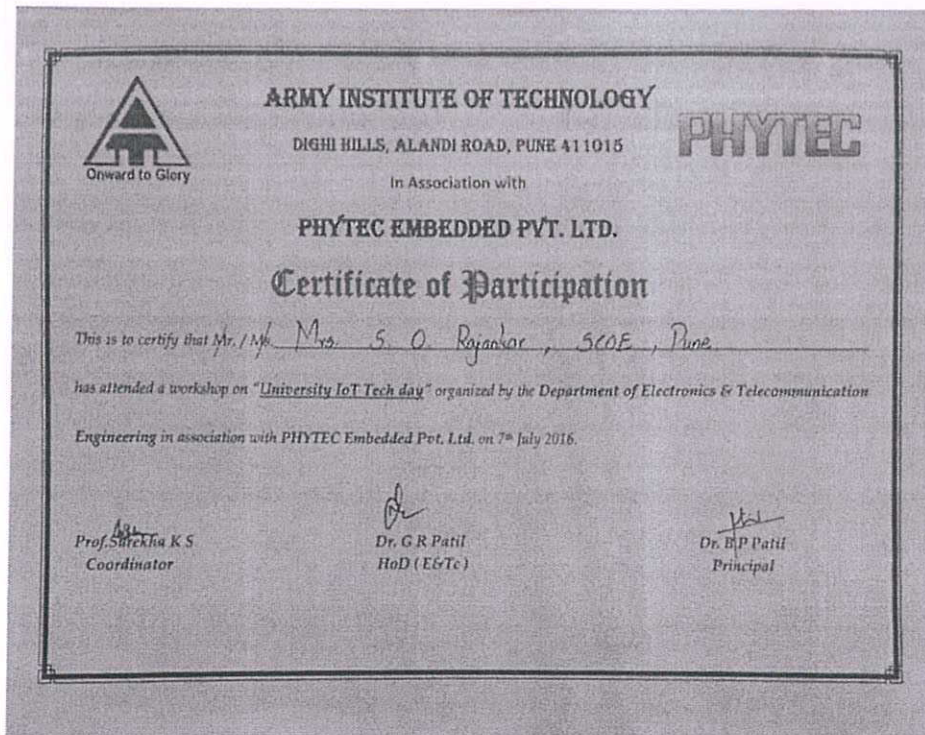 ARMY INSTITUTE OF TECHNOLOGY
DIGHI HILLS, ALANDI ROAD, PUNE 411015
PHYTEC
Onward to Glory
In Association with
PHYTEC EMBEDDED PVT. LTD.
Certificate of Participation
This is to certify that Mr. / Ms. Mrs. S. O. Rajankar, SCOE, Pune
has attended a workshop on "University IoT Tech day" organized by the Department of Electronics & Telecommunication
Engineering in association with PHYTEC Embedded Pvt. Ltd. on 7th July 2016.
Prof. Surekha K S
Coordinator
Dr. G R Patil
HoD (E&Tc)
Dr. B P Patil
Principal